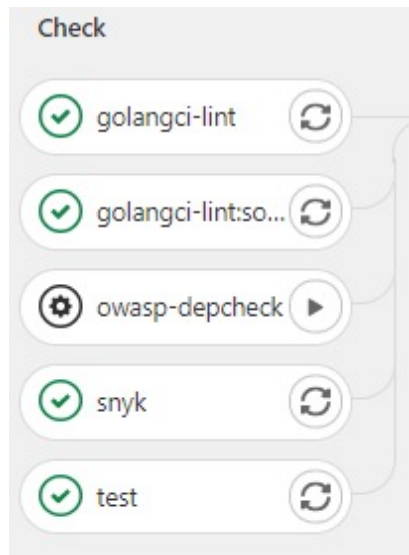 Check
golangci-lint
golangci-lint:so...
owasp-depcheck
snyk
test